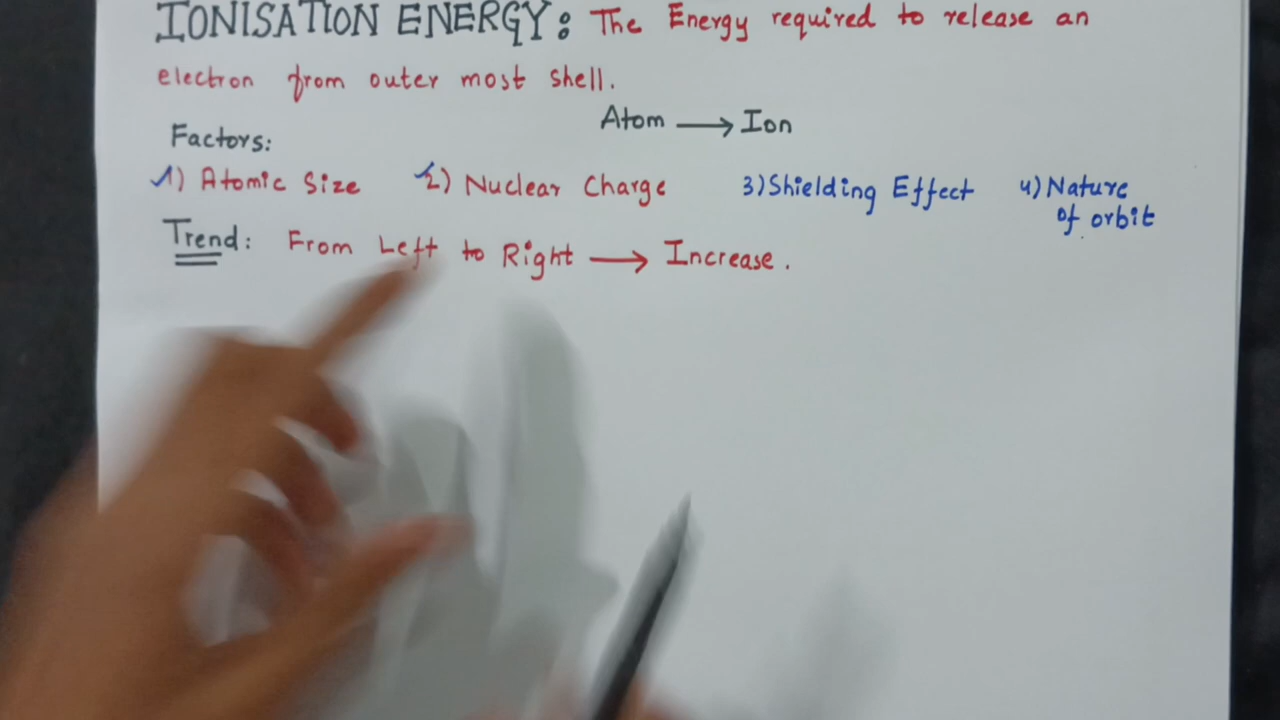 IONISATION ENERGY: The Energy required to release an
electron from outer most shell.
Atom → Ion
Factors:
1) Atomic Size 2) Nuclear Charge 3) Shielding Effect 4) Nature
of orbit
Trend: From Left to Right → Increase.